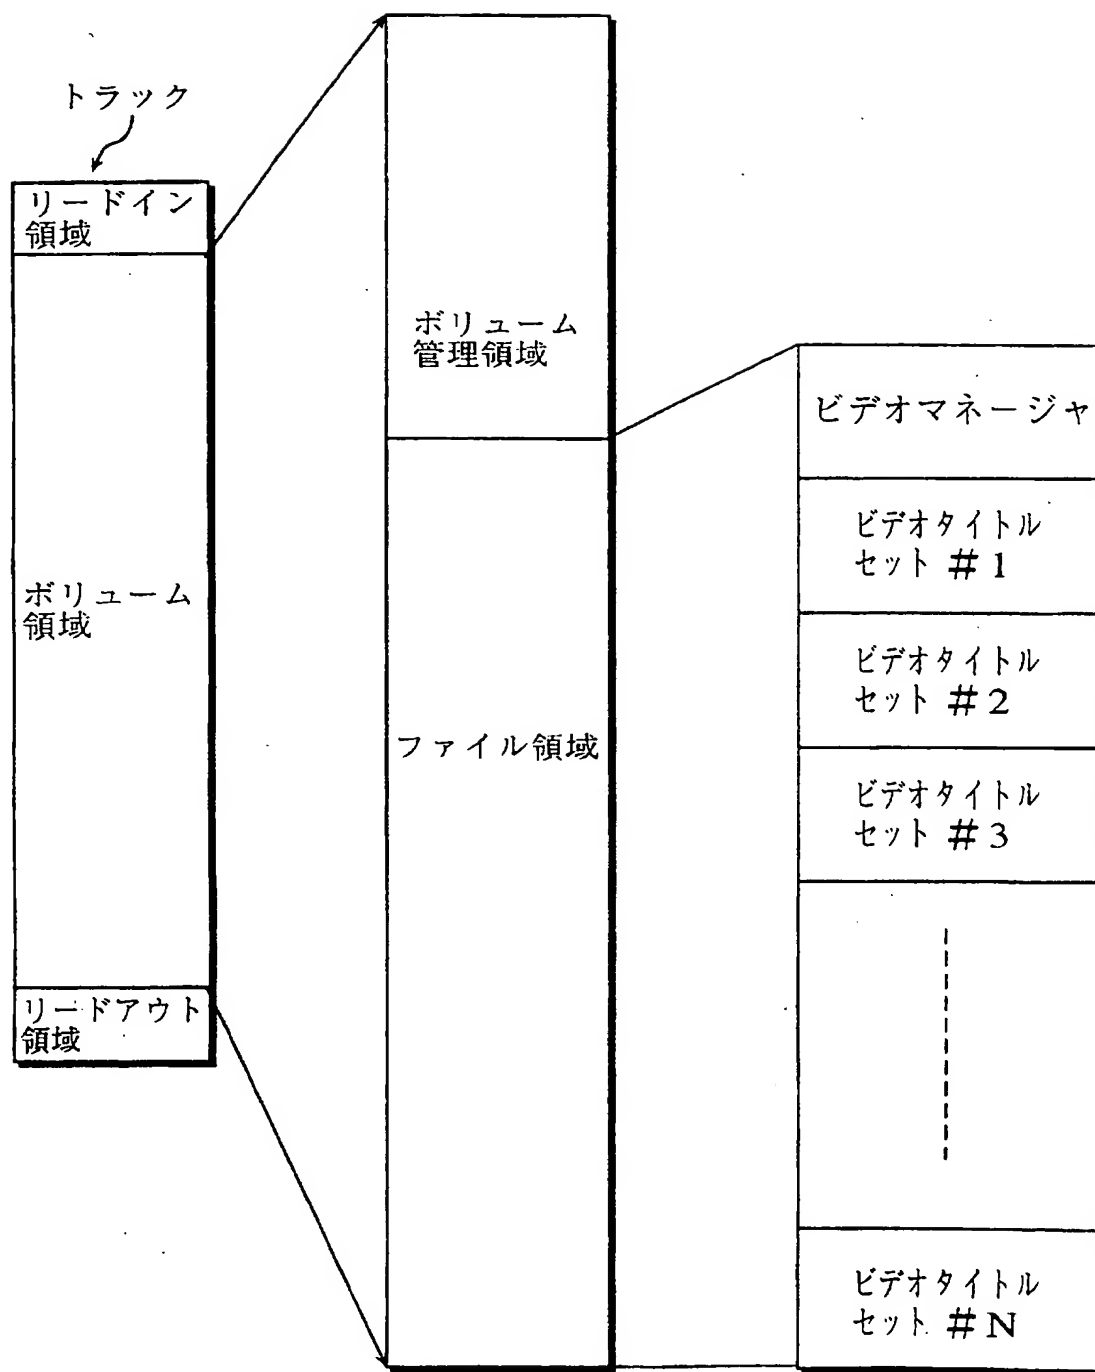 トラック
リードイン
領域
ボリューム
領域
リードアウト
領域
ボリューム
管理領域
ファイル領域
ビデオマネージャ
ビデオタイトル
セット #1
ビデオタイトル
セット #2
ビデオタイトル
セット #3
ビデオタイトル
セット #N